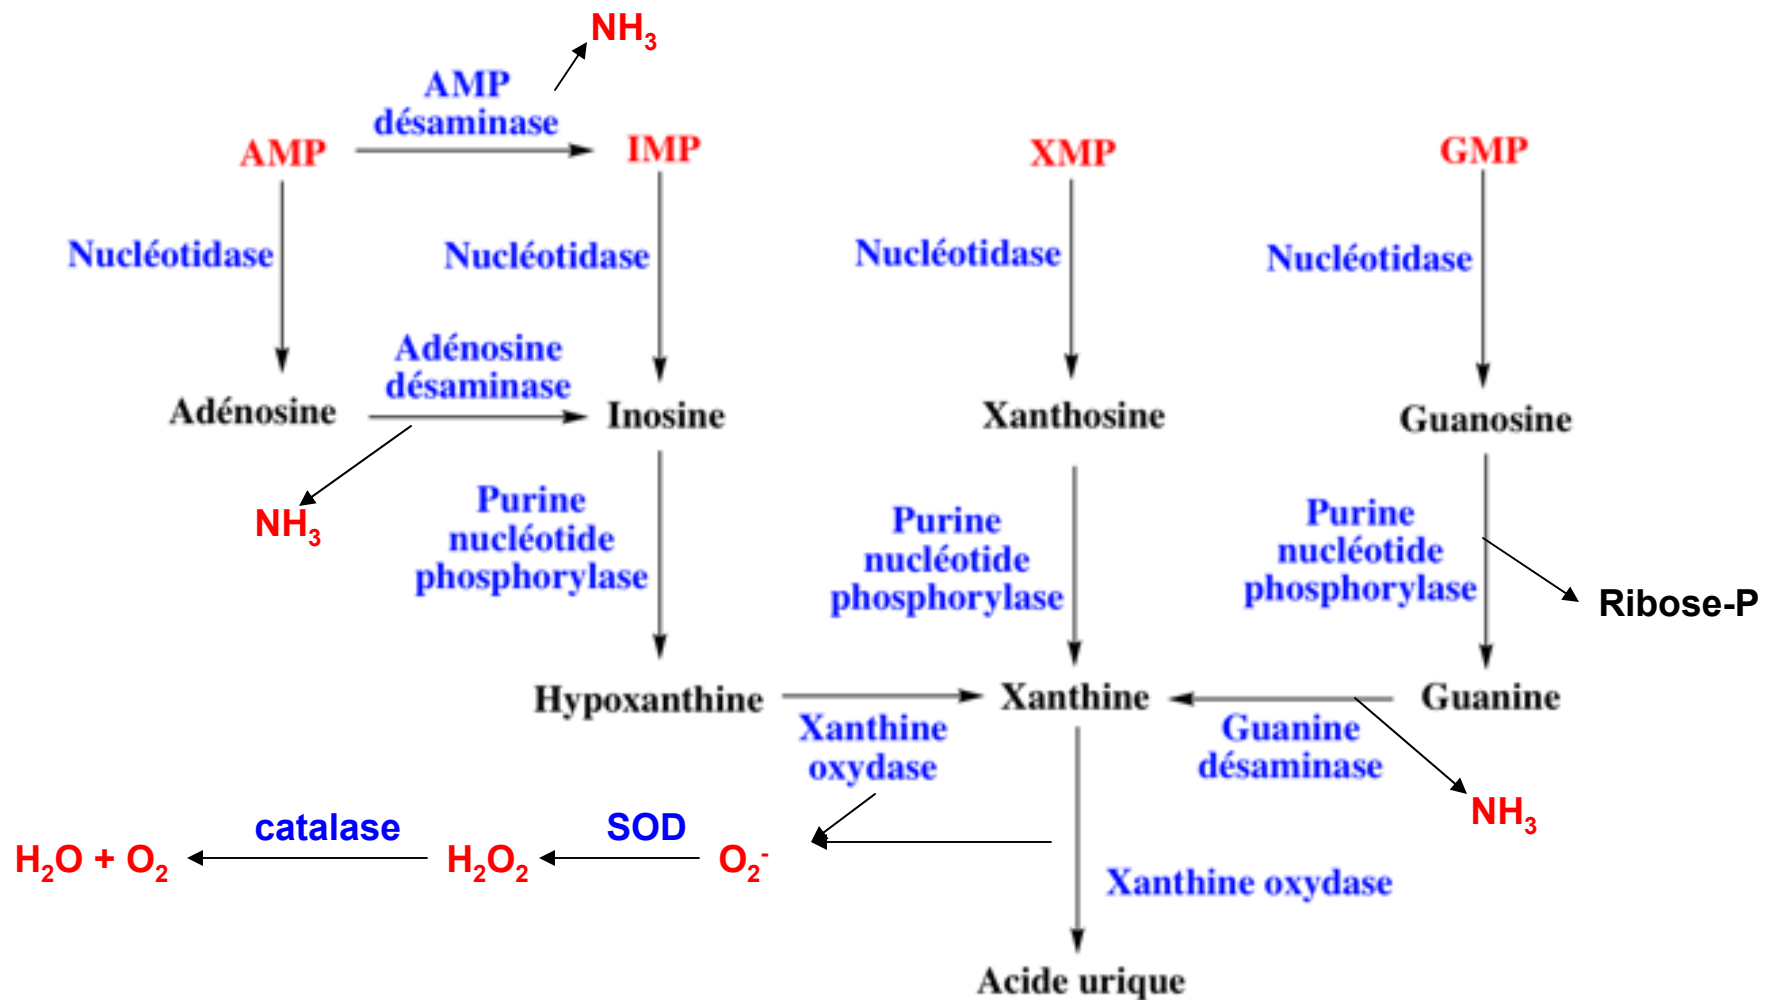 NH3
AMP
désaminase
AMP
IMP
XMP
GMP
Nucléotidase
Nucléotidase
Nucléotidase
Nucléotidase
Adénosine
désaminase
Adénosine
Inosine
Xanthosine
Guanosine
NH3
Purine
nucléotide
phosphorylase
Purine
nucléotide
phosphorylase
Purine
nucléotide
phosphorylase
Ribose-P
Hypoxanthine
Xanthine
Guanine
Xanthine
oxydase
Guanine
désaminase
NH3
catalase
SOD
H2O + O2
H2O2
O2-
Xanthine oxydase
Acide urique